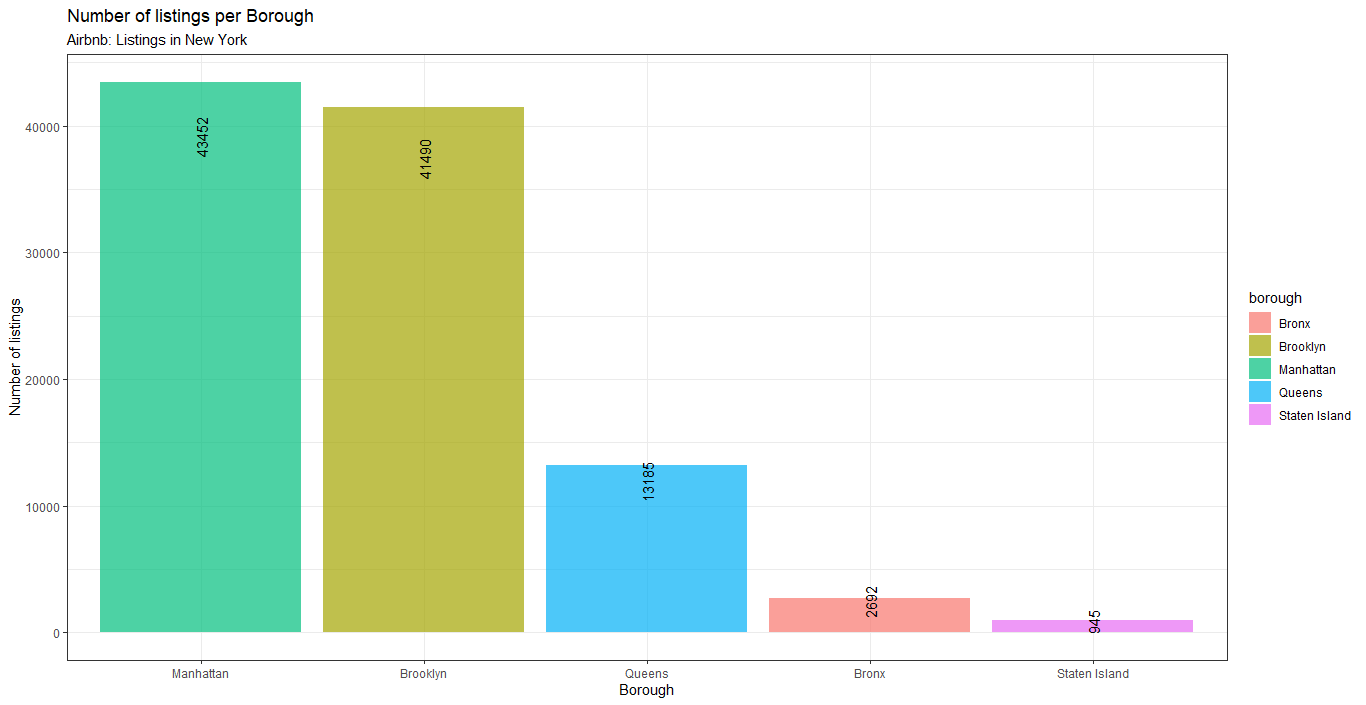 Number of listings per Borough
Airbnb: Listings in New York
Number of listings
40000
30000
20000
10000
0
43452
41490
13185
2692
945
Manhattan
Brooklyn
Queens
Bronx
Staten Island
Borough
borough
Bronx
Brooklyn
Manhattan
Queens
Staten Island